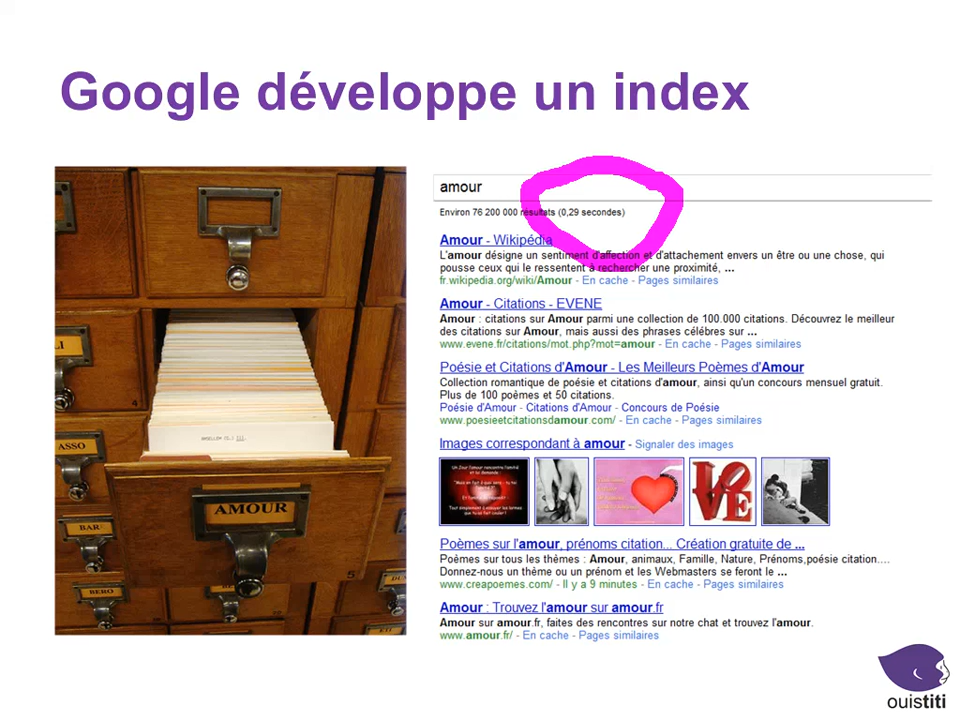 Google développe un index
LI
4
ASSO
BAR
BERO
AMOUR
5
amour
Environ 76 200 000 résultats (0,29 secondes)
Amour - Wikipédia
L'amour désigne un sentiment d'affection et d'attachement envers un être ou une chose, qui
pousse ceux qui le ressentent à rechercher une proximité, ...
fr.wikipedia.org/wiki/Amour - En cache - Pages similaires
Amour - Citations - EVENE
Amour : citations sur Amour parmi une collection de 100.000 citations. Découvrez le meilleur
des citations sur Amour, mais aussi des phrases célébres sur ...
www.evene.fr/citations/mot.php?mot=amour - En cache - Pages similaires
Poésie et Citations d'Amour - Les Meilleurs Poèmes d'Amour
Collection romantique de poésie et citations d'amour, ainsi qu'un concours mensuel gratuit.
Plus de 100 poèmes et 50 citations.
Poésie d'Amour - Citations d'Amour - Concours de Poésie
www.poesieetcitationsdamour.com/ - En cache - Pages similaires
Images correspondant à amour - Signaler des images
LOVE
Poèmes sur l'amour, prénoms citation... Création gratuite de ...
Poèmes sur tous les thèmes : Amour, animaux, Famille, Nature, Prénoms,poésie citation....
Donnez-nous un thème ou un prénom et les Webmasters se feront le ...
www.creapoemes.com/ - Il y a 9 minutes - En cache - Pages similaires
Amour : Trouvez l'amour sur amour.fr
Amour sur amour.fr, faites des rencontres sur notre chat et trouvez l'amour.
www.amour.fr/ - En cache - Pages similaires
ouistiti